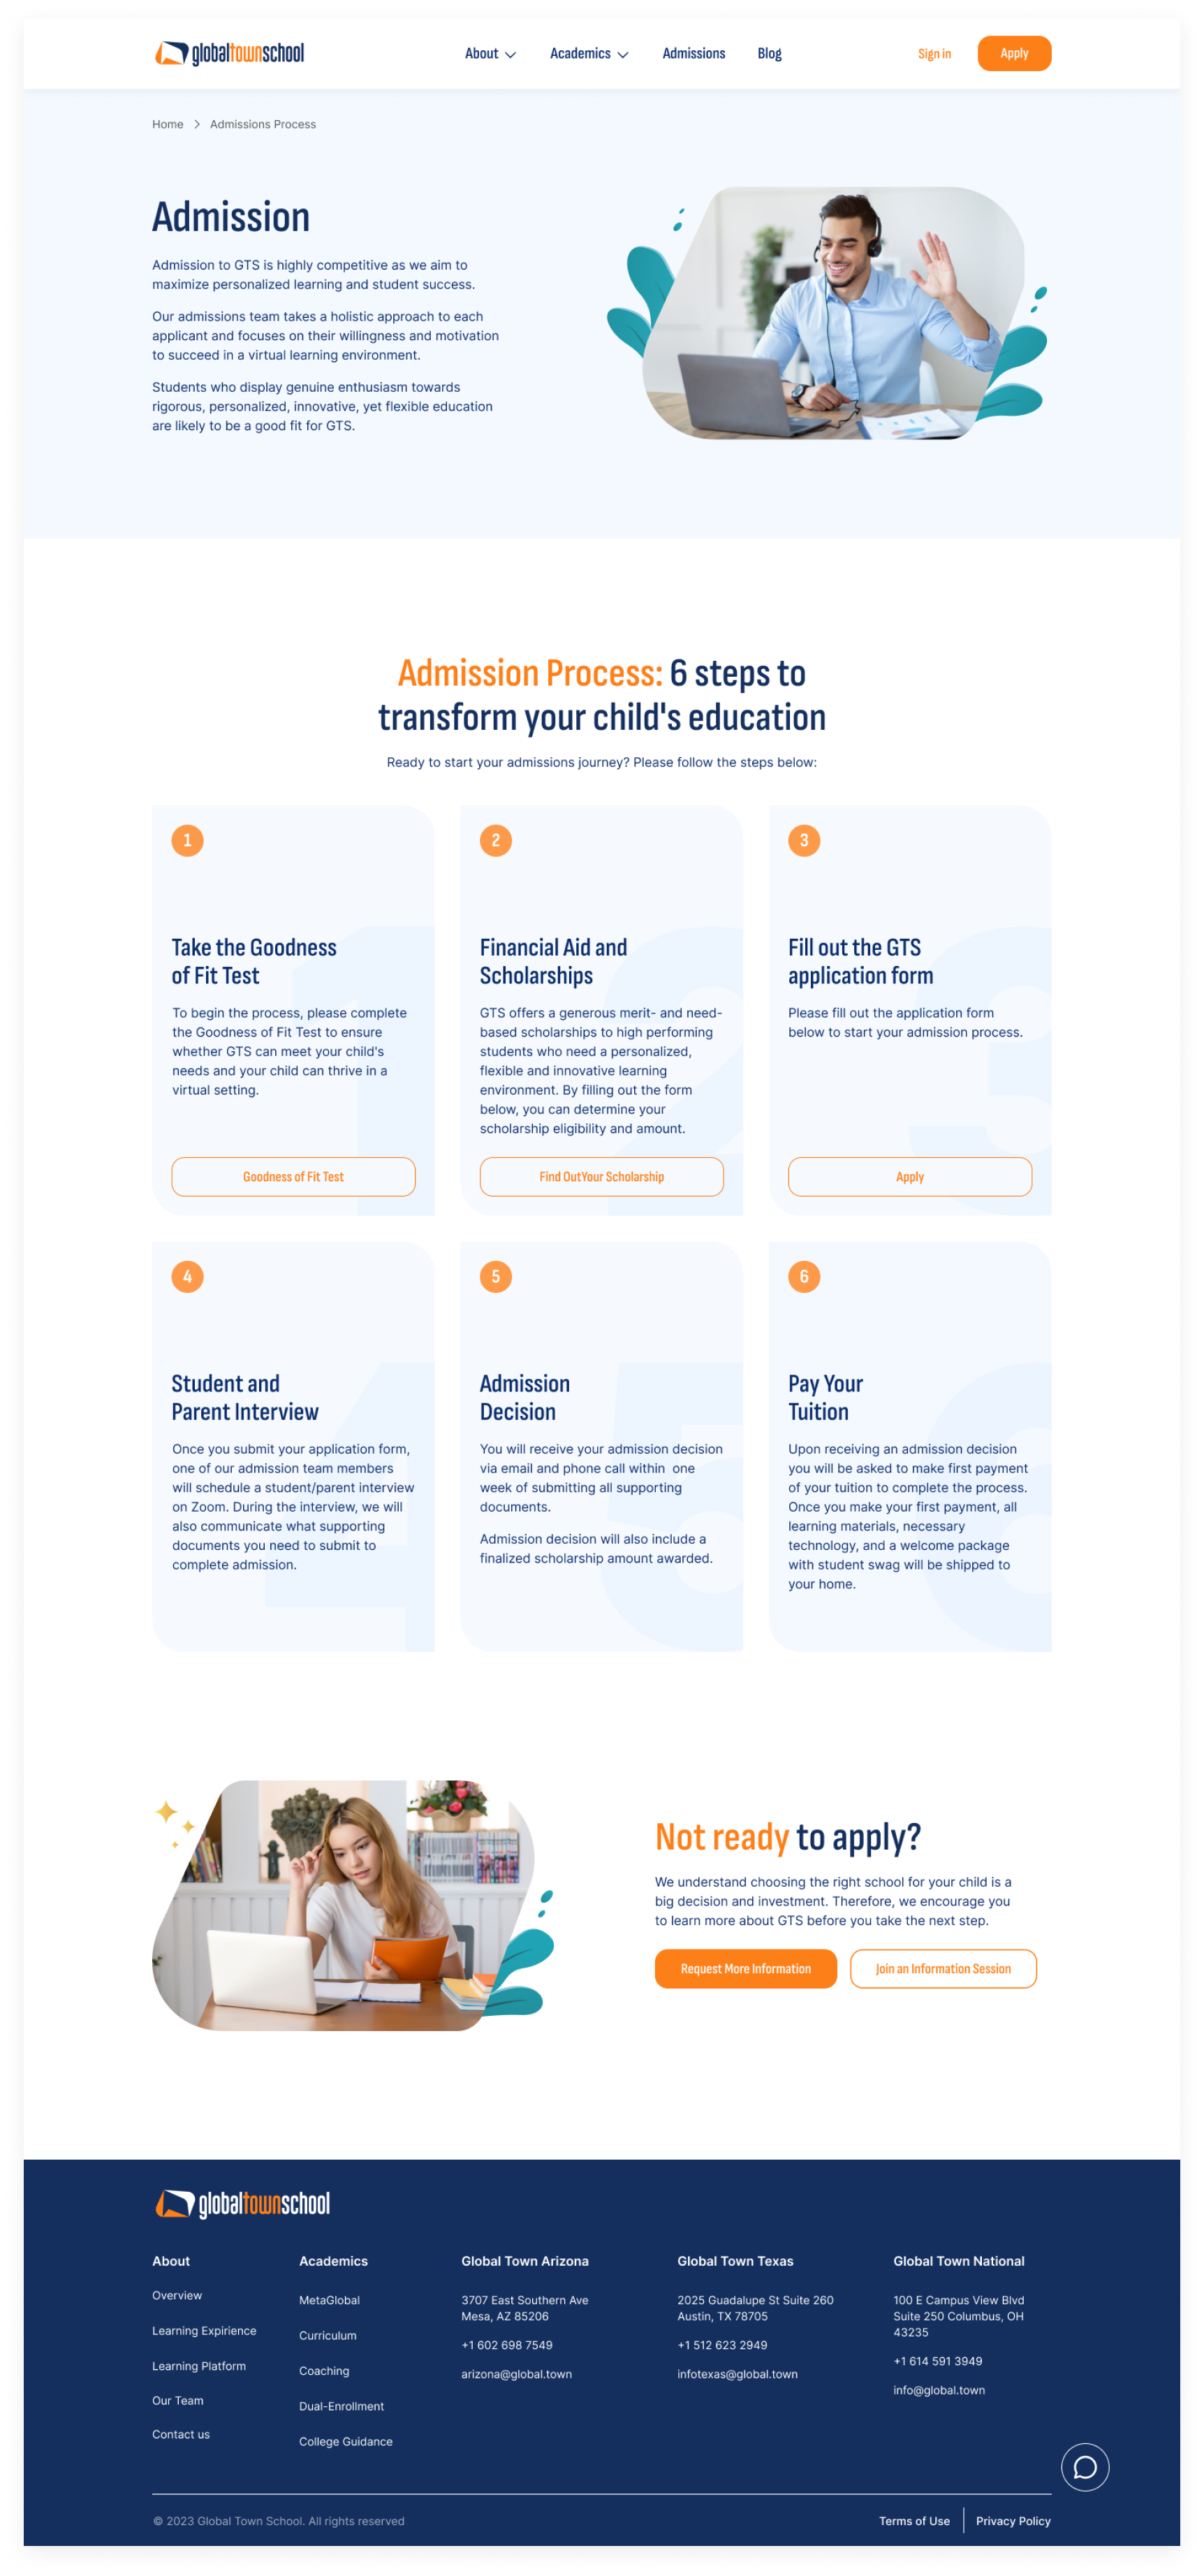 globaltownschool
About
Academics
Admissions
Blog
Sign in
Apply
Home > Admissions Process
Admission
Admission to GTS is highly competitive as we aim to
maximize personalized learning and student success.
Our admissions team takes a holistic approach to each
applicant and focuses on their willingness and motivation
to succeed in a virtual learning environment.
Students who display genuine enthusiasm towards
rigorous, personalized, innovative, yet flexible education
are likely to be a good fit for GTS.
Admission Process: 6 steps to
transform your child's education
Ready to start your admissions journey? Please follow the steps below:
1
Take the Goodness
of Fit Test
To begin the process, please complete
the Goodness of Fit Test to ensure
whether GTS can meet your child's
needs and your child can thrive in a
virtual setting.
Goodness of Fit Test
2
Financial Aid and
Scholarships
GTS offers a generous merit- and need-
based scholarships to high performing
students who need a personalized,
flexible and innovative learning
environment. By filling out the form
below, you can determine your
scholarship eligibility and amount.
Find OutYour Scholarship
3
Fill out the GTS
application form
Please fill out the application form
below to start your admission process.
Apply
4
Student and
Parent Interview
Once you submit your application form,
one of our admission team members
will schedule a student/parent interview
on Zoom. During the interview, we will
also communicate what supporting
documents you need to submit to
complete admission.
5
Admission
Decision
You will receive your admission decision
via email and phone call within one
week of submitting all supporting
documents.
Admission decision will also include a
finalized scholarship amount awarded.
6
Pay Your
Tuition
Upon receiving an admission decision
you will be asked to make first payment
of your tuition to complete the process.
Once you make your first payment, all
learning materials, necessary
technology, and a welcome package
with student swag will be shipped to
your home.
Not ready to apply?
We understand choosing the right school for your child is a
big decision and investment. Therefore, we encourage you
to learn more about GTS before you take the next step.
Request More Information
Join an Information Session
globaltownschool
About
Overview
Learning Expirience
Learning Platform
Our Team
Contact us
Academics
MetaGlobal
Curriculum
Coaching
Dual-Enrollment
College Guidance
Global Town Arizona
3707 East Southern Ave
Mesa, AZ 85206
+1 602 698 7549
arizona@global.town
Global Town Texas
2025 Guadalupe St Suite 260
Austin, TX 78705
+1 512 623 2949
infotexas@global.town
Global Town National
100 E Campus View Blvd
Suite 250 Columbus, OH
43235
+1 614 591 3949
info@global.town
© 2023 Global Town School. All rights reserved
Terms of Use
Privacy Policy